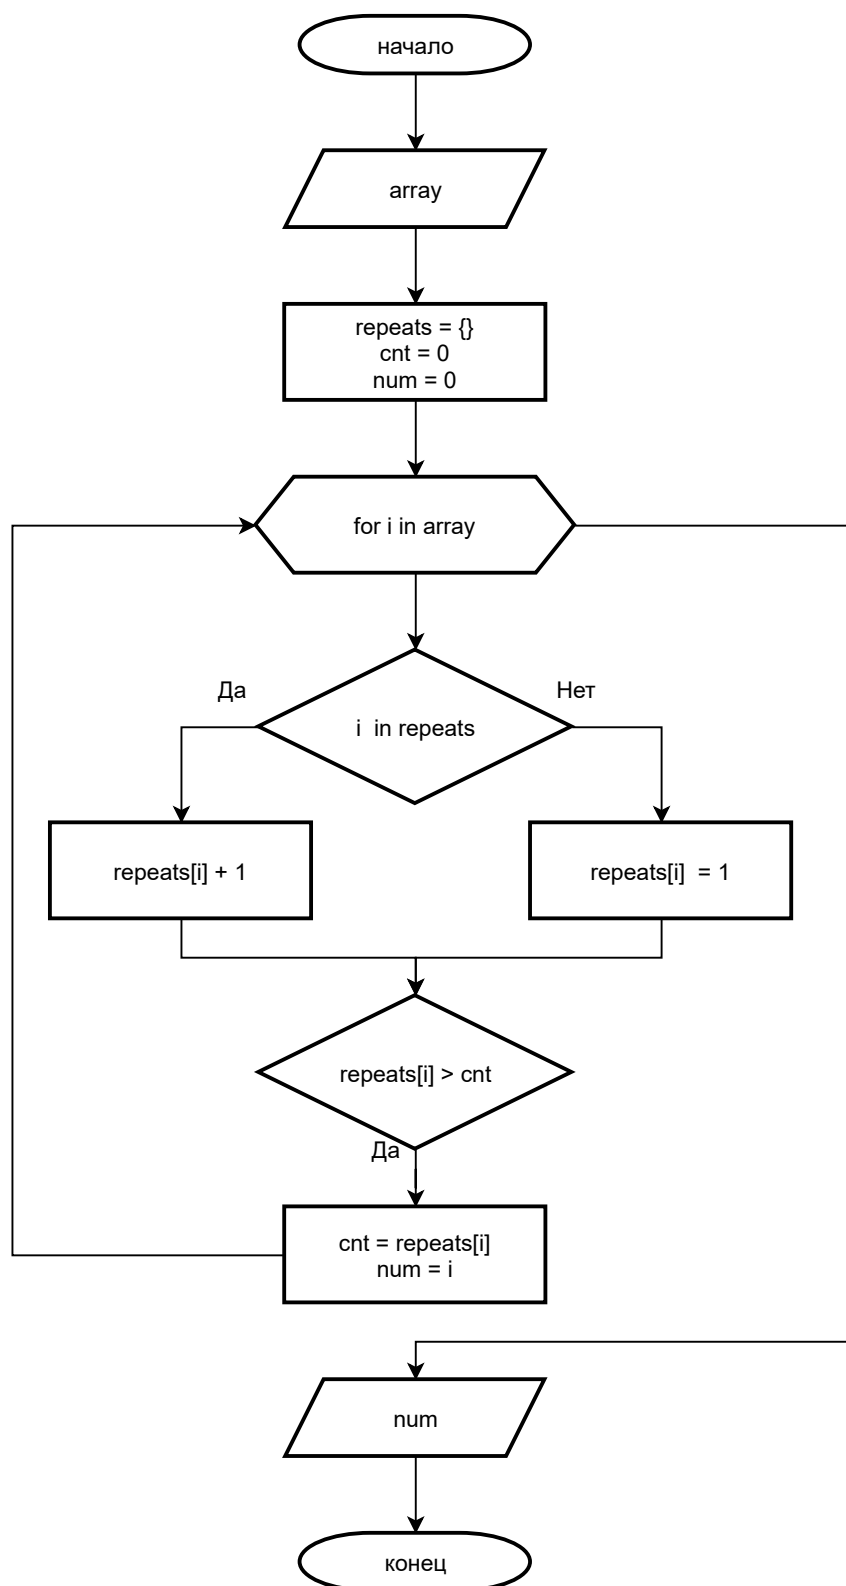 начало
array
repeats = {}
cnt = 0
num = 0
for i in array
Да
Нет
i  in repeats
repeats[i] + 1
repeats[i]  = 1
repeats[i] > cnt
Да
cnt = repeats[i]
num = i
num
конец